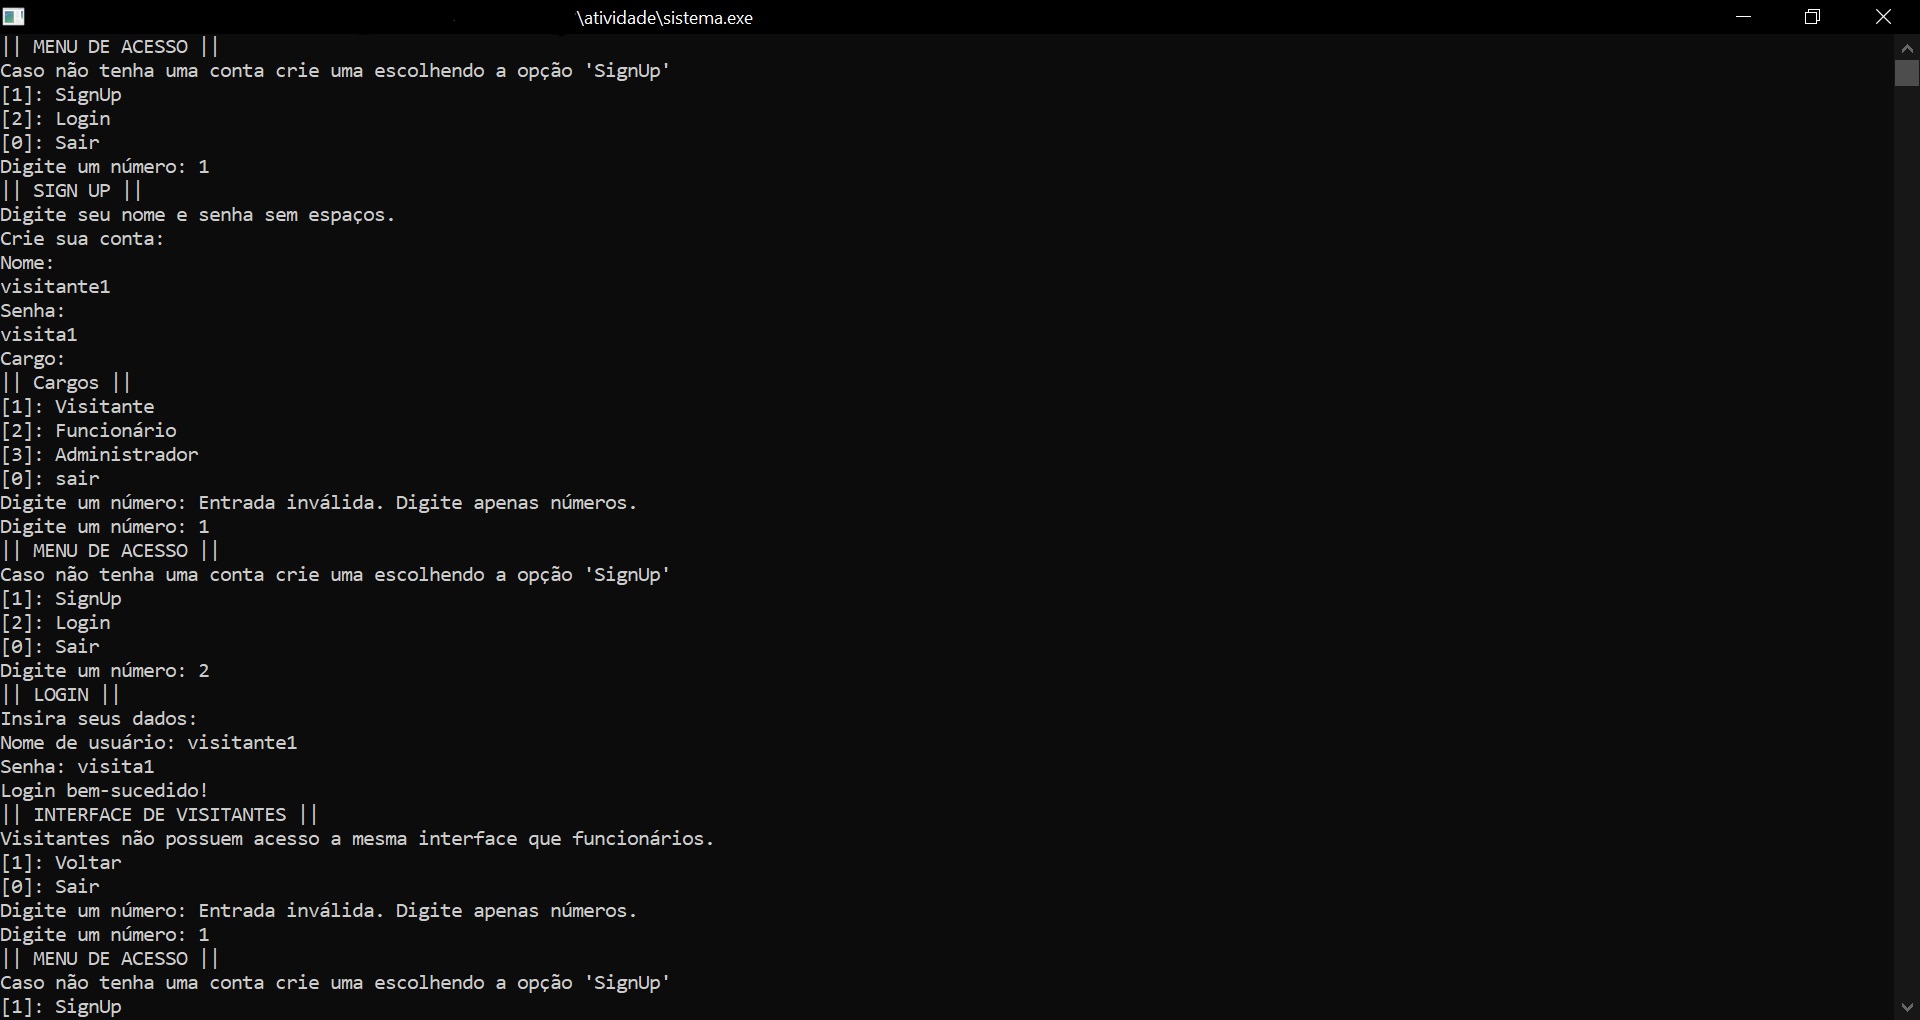 \atividade\sistema.exe
|| MENU DE ACESSO ||
Caso não tenha uma conta crie uma escolhendo a opção 'SignUp'
[1]: SignUp
[2]: Login
[0]: Sair
Digite um número: 1
|| SIGN UP ||
Digite seu nome e senha sem espaços.
Crie sua conta:
Nome:
visitante1
Senha:
visita1
Cargo:
|| Cargos ||
[1]: Visitante
[2]: Funcionário
[3]: Administrador
[0]: sair
Digite um número: Entrada inválida. Digite apenas números.
Digite um número: 1
|| MENU DE ACESSO ||
Caso não tenha uma conta crie uma escolhendo a opção 'SignUp'
[1]: SignUp
[2]: Login
[0]: Sair
Digite um número: 2
|| LOGIN ||
Insira seus dados:
Nome de usuário: visitante1
Senha: visita1
Login bem-sucedido!
|| INTERFACE DE VISITANTES ||
Visitantes não possuem acesso a mesma interface que funcionários.
[1]: Voltar
[0]: Sair
Digite um número: Entrada inválida. Digite apenas números.
Digite um número: 1
|| MENU DE ACESSO ||
Caso não tenha uma conta crie uma escolhendo a opção 'SignUp'
[1]: SignUp